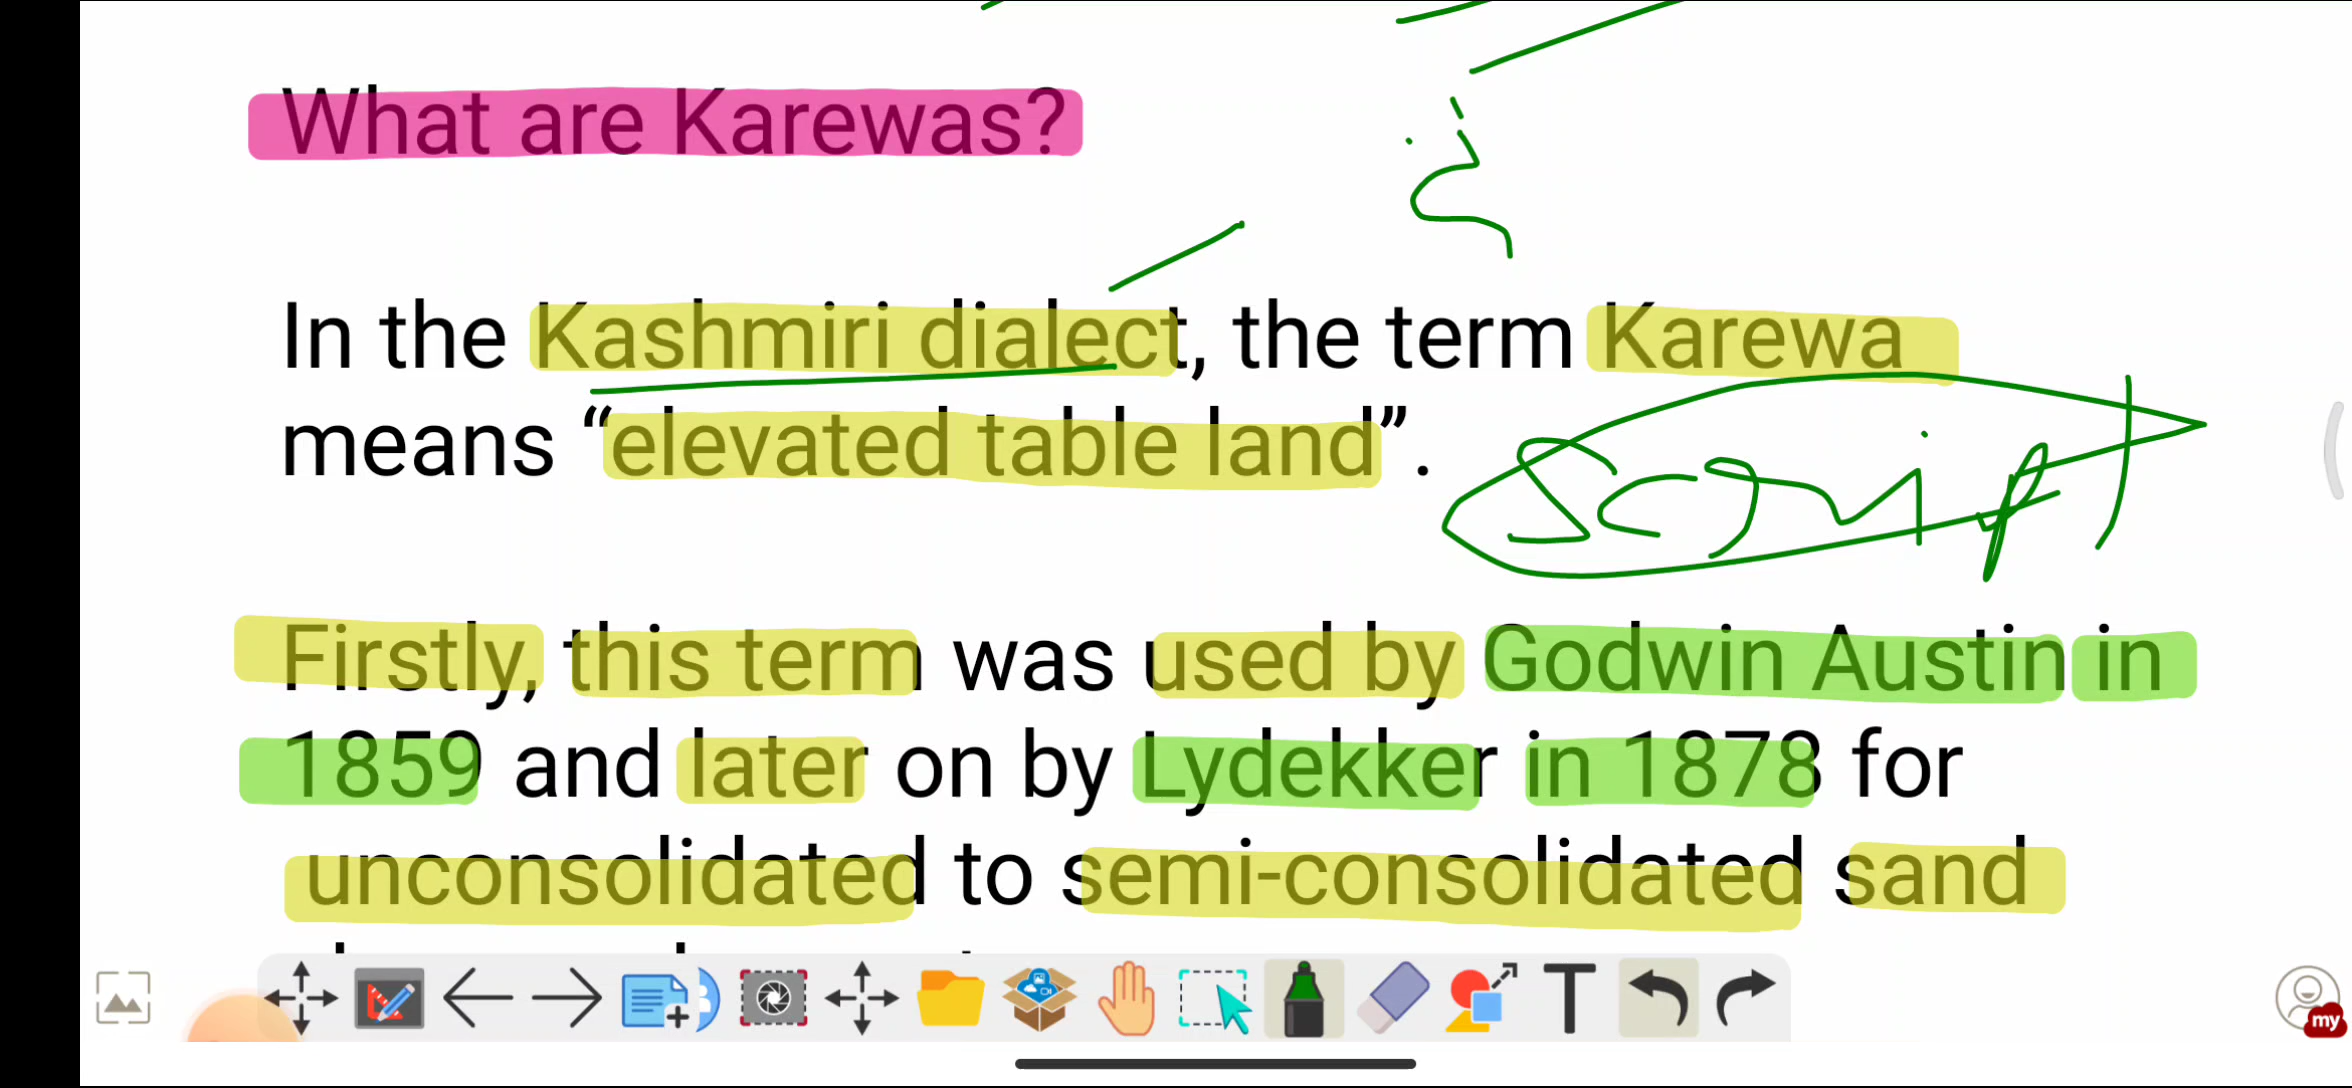 What are Karewas?
In the Kashmiri dialect, the term Karewa
means “elevated table land”.
Script
Firstly, this term was used by Godwin Austin in
1859 and later on by Lydekker in 1878 for
unconsolidated to semi-consolidated sand
T
my